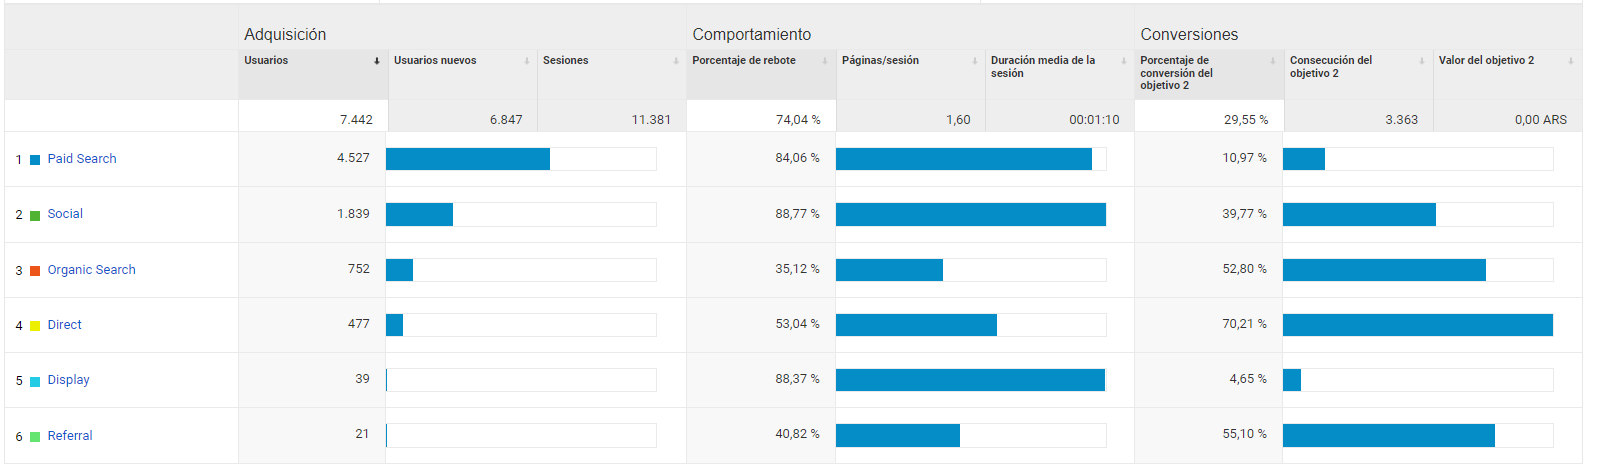 Adquisición Comportamiento Conversiones
Usuarios Usuarios nuevos Sesiones Porcentaje de rebote Páginas/sesión Duración media de la sesión Porcentaje de conversión del objetivo 2 Consecución del objetivo 2 Valor del objetivo 2
7.442 6.847 11.381 74,04 % 1,60 00:01:10 29,55 % 3.363 0,00 ARS
1 Paid Search 4.527 84,06 % 10,97 %
2 Social 1.839 88,77 % 39,77 %
3 Organic Search 752 35,12 % 52,80 %
4 Direct 477 53,04 % 70,21 %
5 Display 39 88,37 % 4,65 %
6 Referral 21 40,82 % 55,10 %